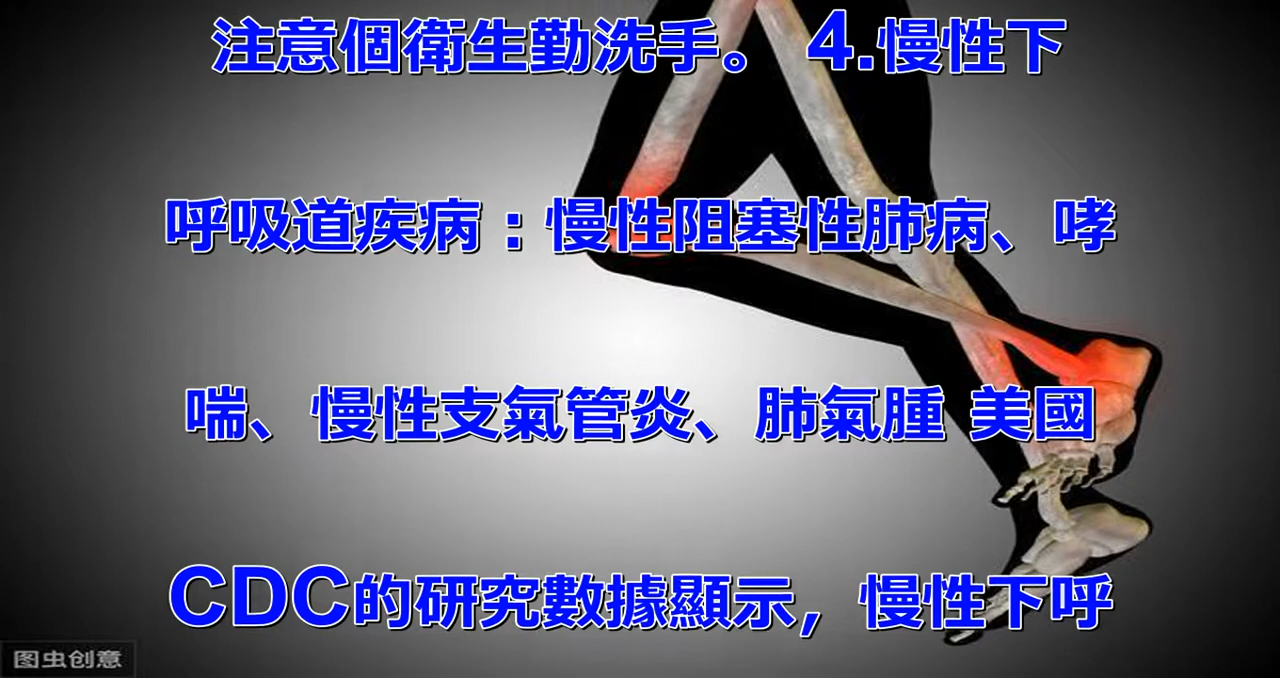 注意個衛生勤洗手。 4.慢性下
呼吸道疾病：慢性阻塞性肺病、哮
喘、慢性支氣管炎、肺氣腫 美國
CDC的研究數據顯示，慢性下呼
图虫创意